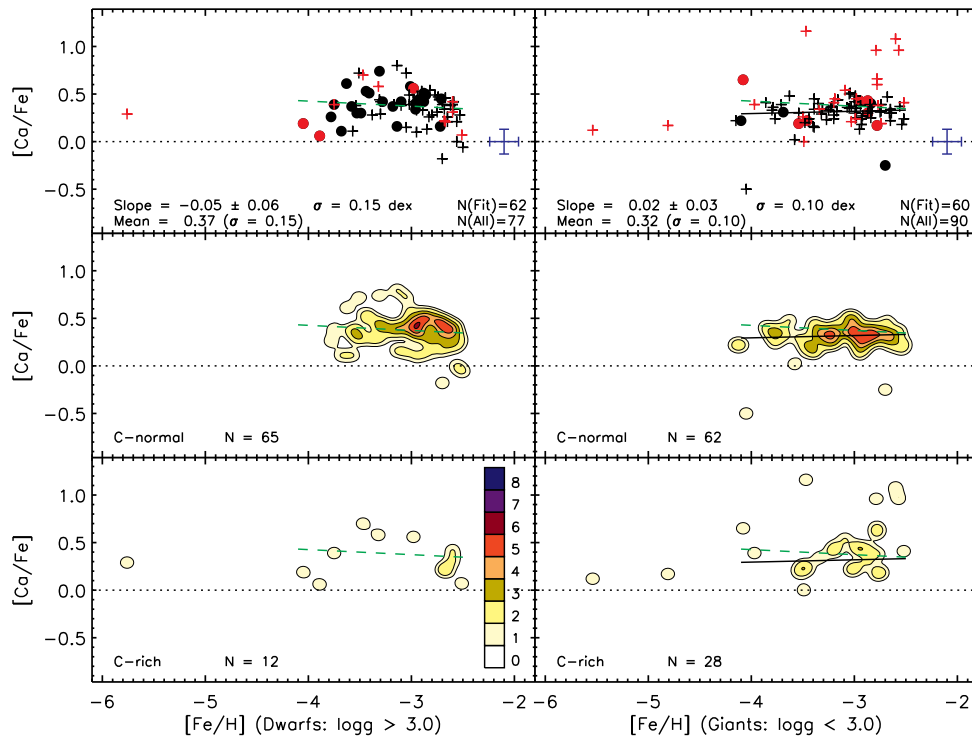 1.0
0.5
0.0
−0.5
[Ca/Fe]
Slope = −0.05 ± 0.06 σ = 0.15 dex N(Fit)=62
Mean = 0.37 (σ = 0.15) N(All)=77
Slope = 0.02 ± 0.03 σ = 0.10 dex N(Fit)=60
Mean = 0.32 (σ = 0.10) N(All)=90
1.0
0.5
0.0
−0.5
[Ca/Fe]
C−normal N = 65
C−normal N = 62
1.0
0.5
0.0
−0.5
[Ca/Fe]
C−rich N = 12
8
7
6
5
4
3
2
1
0
C−rich N = 28
−6 −5 −4 −3 −2
−6 −5 −4 −3 −2
[Fe/H] (Dwarfs: logg > 3.0)
[Fe/H] (Giants: logg < 3.0)